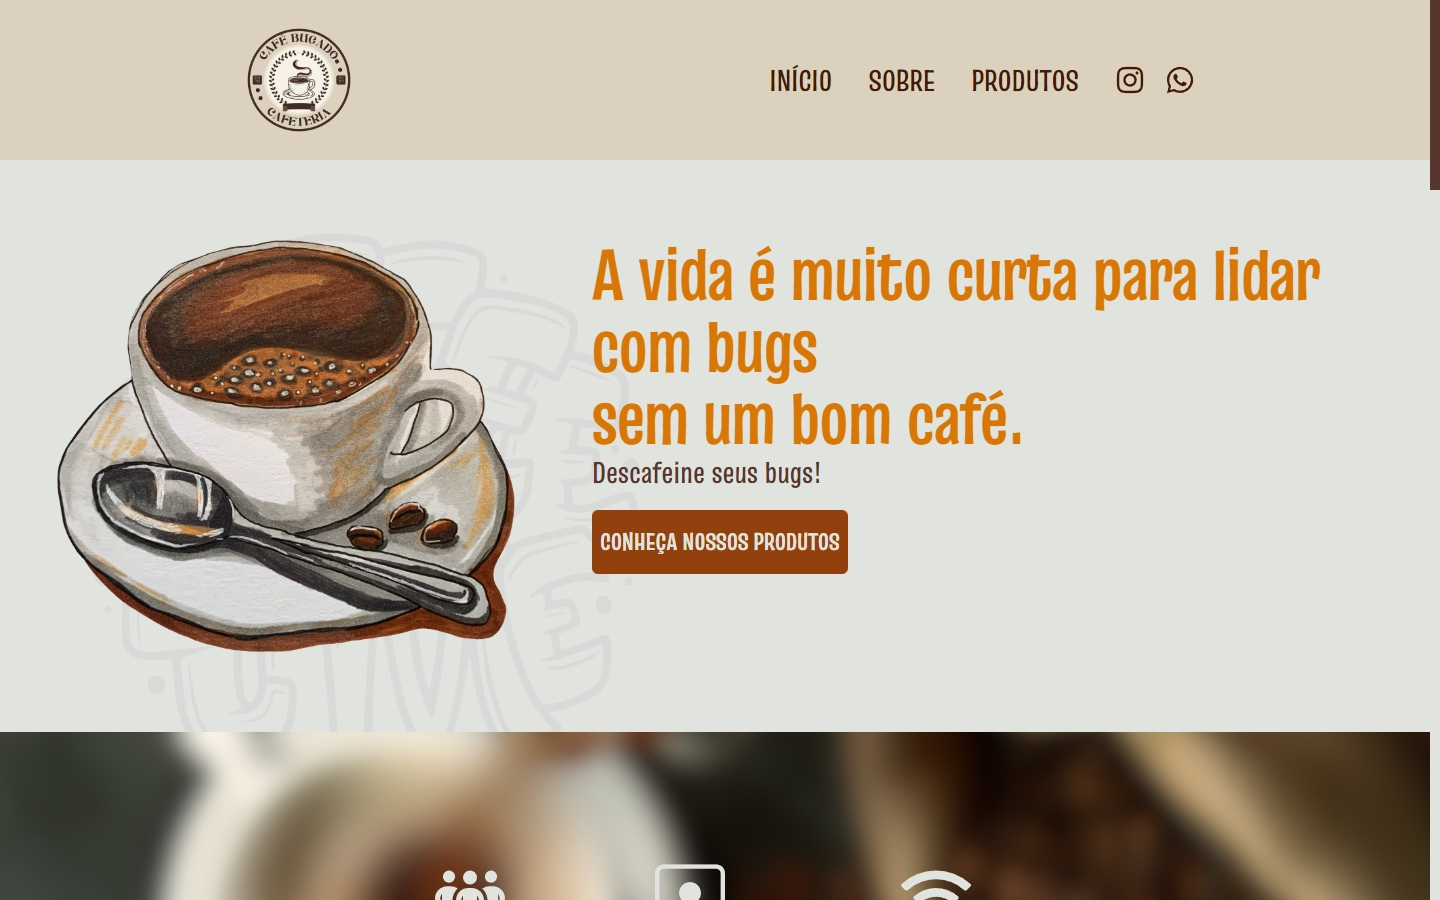 CAFÉ BUGADO
CAFETERIA
INÍCIO SOBRE PRODUTOS
A vida é muito curta para lidar
com bugs
sem um bom café.
Descafeine seus bugs!
CONHEÇA NOSSOS PRODUTOS